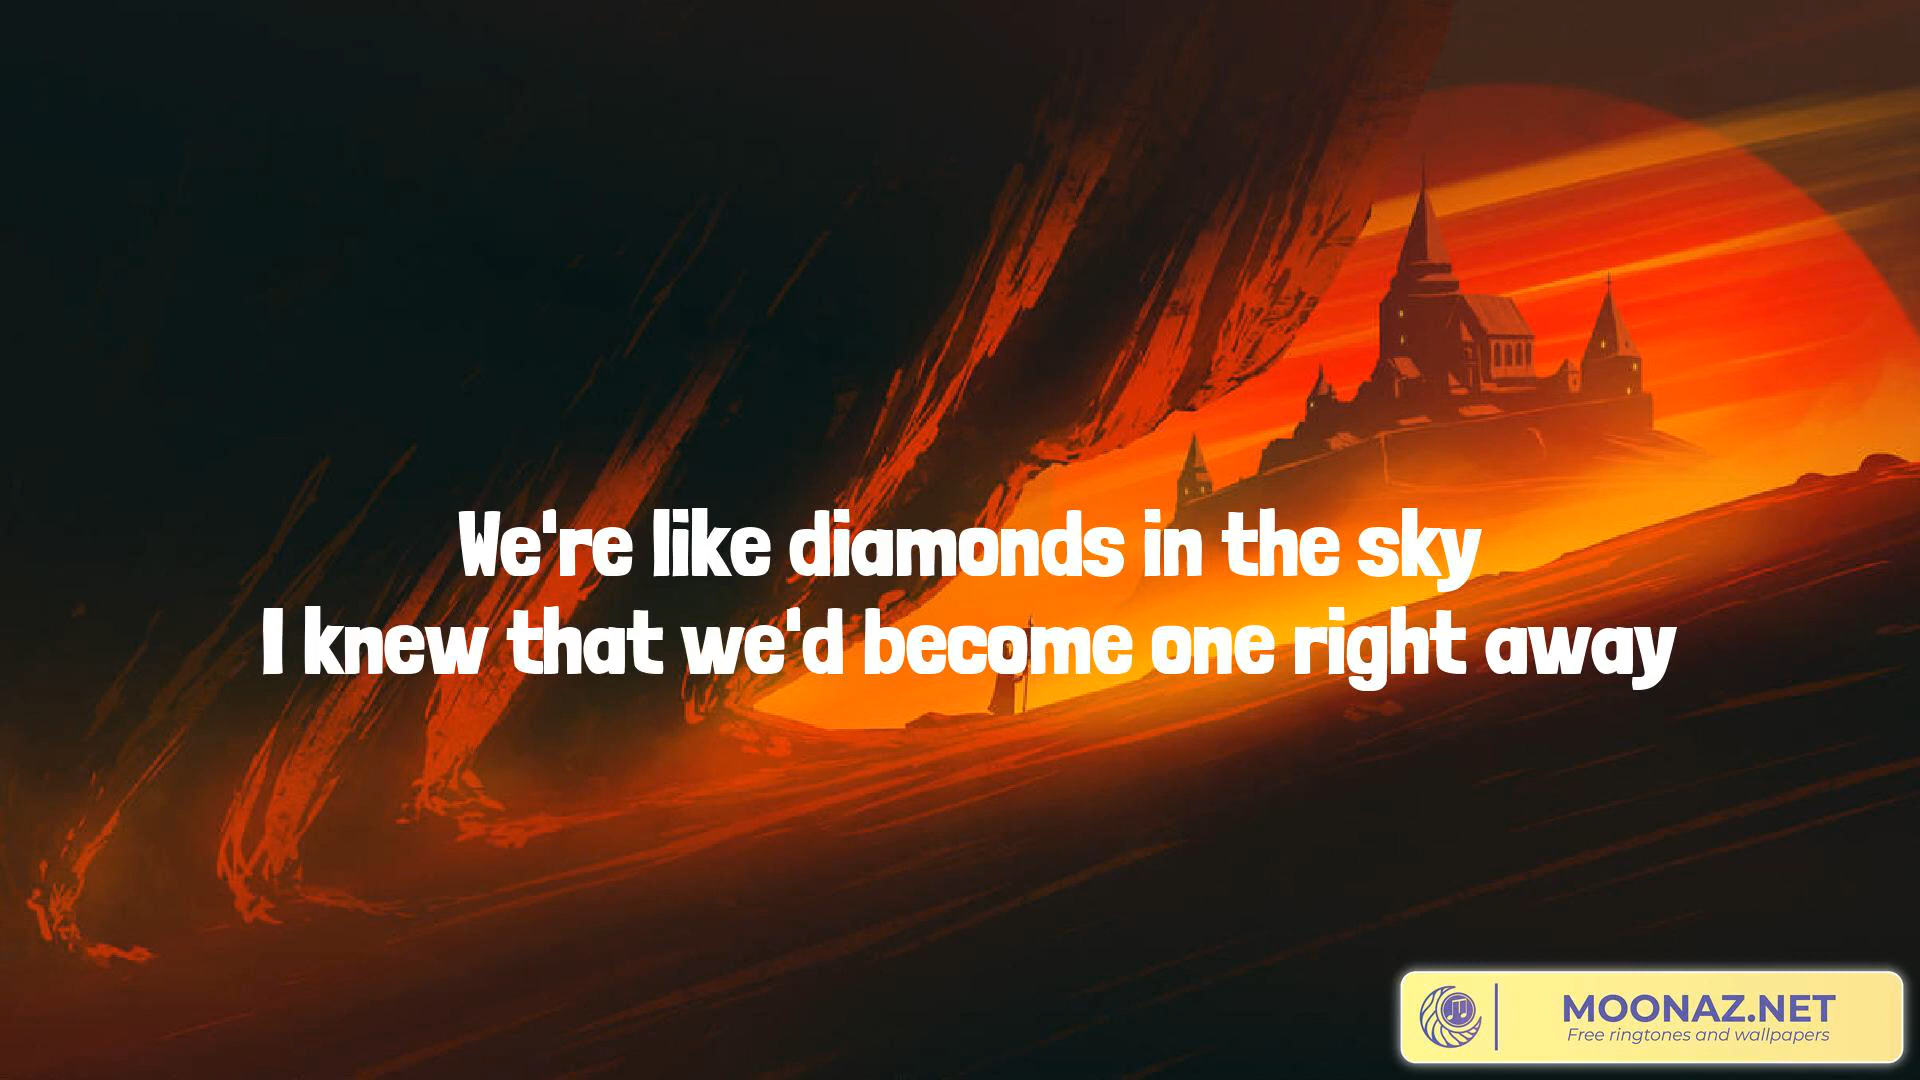 We're like diamonds in the sky
I knew that we'd become one right away
MOONAZ.NET
Free ringtones and wallpapers